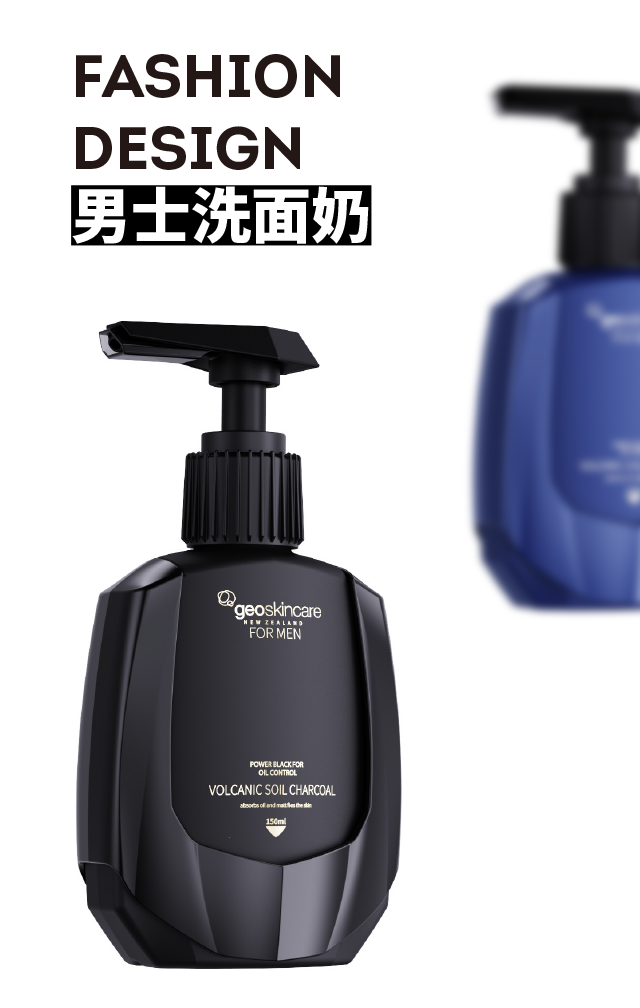 FASHION
DESIGN
男士洗面奶
geoskincare
NEW ZEALAND
FOR MEN
POWER BLACK FOR
OIL CONTROL
VOLCANIC SOIL CHARCOAL
absorbs oil and mattifies the skin
150ml